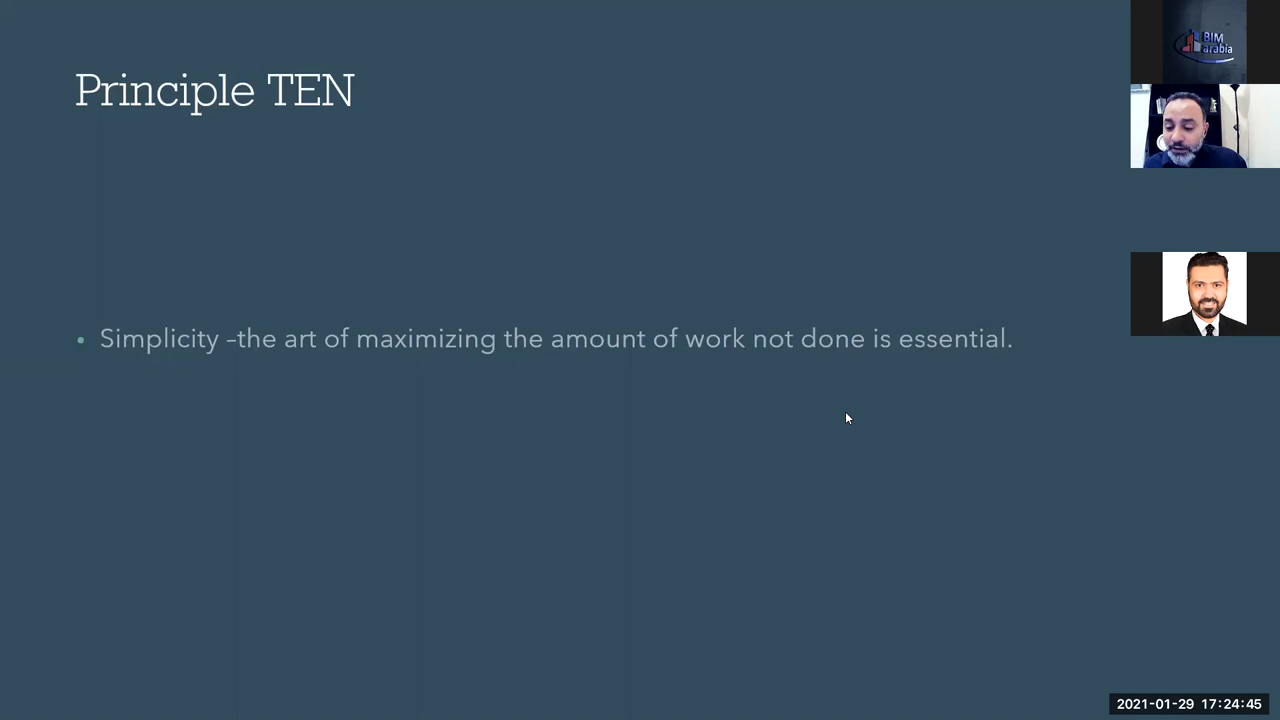 Principle TEN
BIM
arabia
• Simplicity –the art of maximizing the amount of work not done is essential.
2021-01-29 17:24:45